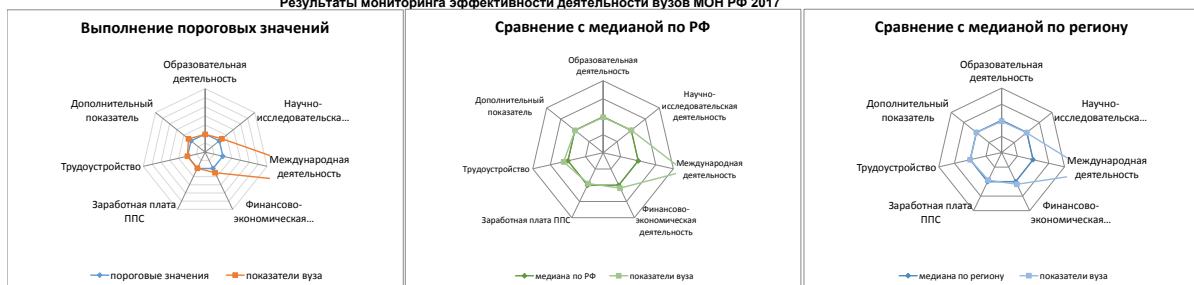 Результаты мониторинга эффективности деятельности вузов МОН РФ 2017
Выполнение пороговых значений
Образовательная
деятельность
Научно-
исследовательска...
Международная
деятельность
Финансово-
экономическая...
Заработная плата
ППС
Трудоустройство
Дополнительный
показатель
пороговые значения
показатели вуза
Сравнение с медианой по РФ
Образовательная
деятельность
Научно-
исследовательская
деятельность
Международная
деятельность
Финансово-
экономическая
деятельность
Заработная плата ППС
Трудоустройство
Дополнительный
показатель
медиана по РФ
показатели вуза
Сравнение с медианой по региону
Образовательная
деятельность
Научно-
исследовательска...
Международная
деятельность
Финансово-
экономическая...
Заработная плата
ППС
Трудоустройство
Дополнительный
показатель
медиана по региону
показатели вуза